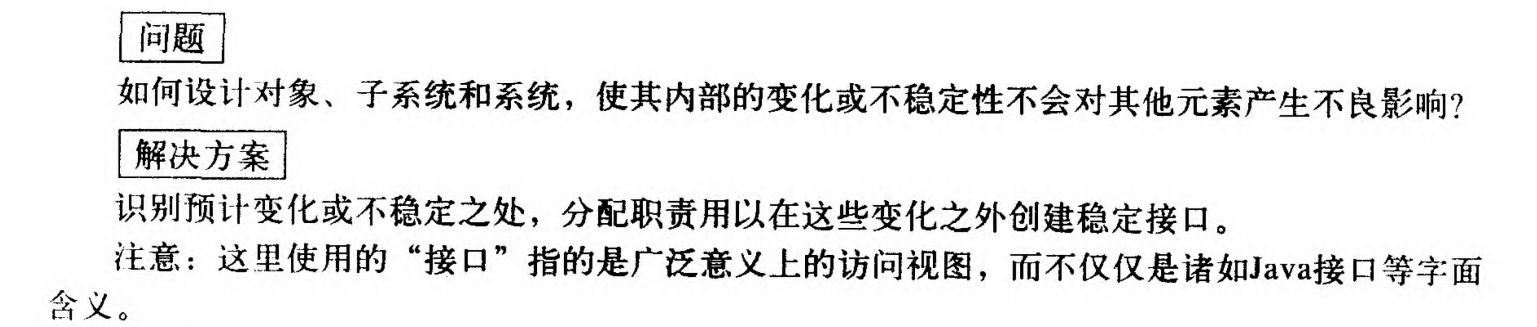 问题
如何设计对象、子系统和系统，使其内部的变化或不稳定性不会对其他元素产生不良影响?
解决方案
识别预计变化或不稳定之处，分配职责用以在这些变化之外创建稳定接口。
注意：这里使用的“接口”指的是广泛意义上的访问视图，而不仅仅是诸如Java接口等字面
含义。